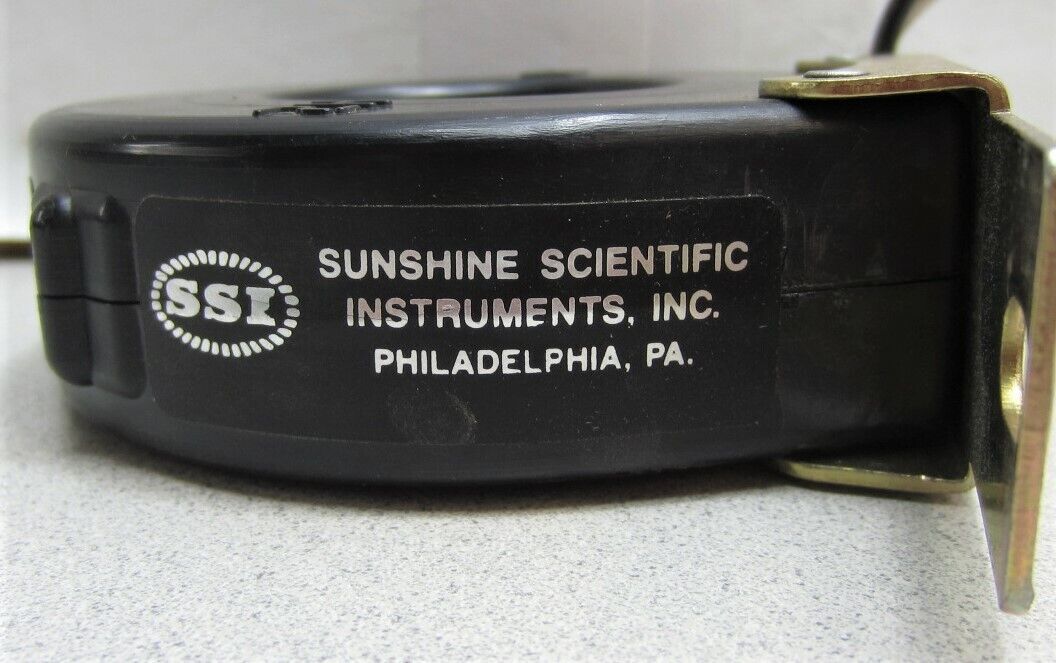 SSI
SUNSHINE SCIENTIFIC
INSTRUMENTS, INC.
PHILADELPHIA, PA.